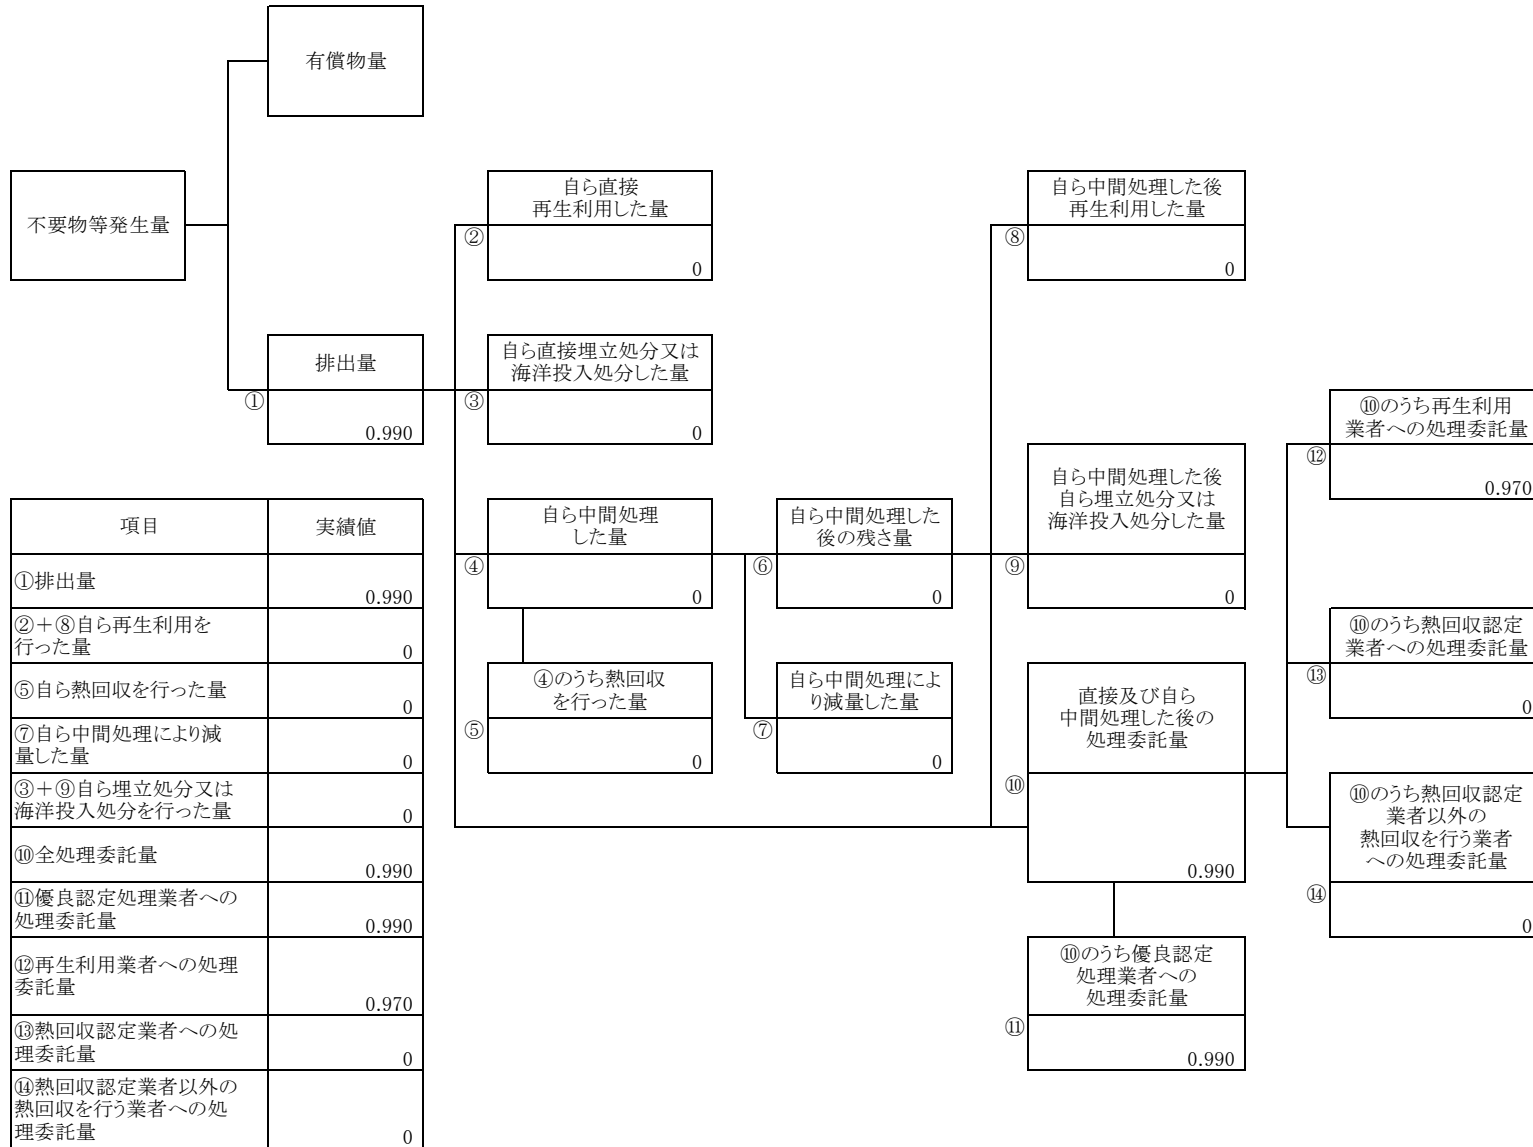 有償物量
不要物等発生量
自ら直接
再生利用した量
②
0
自ら中間処理した後
再生利用した量
⑧
0
排出量
①
0.990
自ら直接埋立処分又は
海洋投入処分した量
③
0
⑩のうち再生利用
業者への処理委託量
⑫
0.970
自ら中間処理
した量
④
0
自ら中間処理した
後の残さ量
⑥
0
自ら中間処理した後
自ら埋立処分又は
海洋投入処分した量
⑨
0
⑩のうち熱回収認定
業者への処理委託量
⑬
0
④のうち熱回収
を行った量
⑤
0
自ら中間処理によ
り減量した量
⑦
0
直接及び自ら
中間処理した後の
処理委託量
⑩
0.990
⑩のうち熱回収認定
業者以外の
熱回収を行う業者
への処理委託量
⑭
0
⑩のうち優良認定
処理業者への
処理委託量
⑪
0.990
項目 実績値
①排出量
0.990
②＋⑧自ら再生利用を
行った量
0
⑤自ら熱回収を行った量
0
⑦自ら中間処理により減
量した量
0
③＋⑨自ら埋立処分又は
海洋投入処分を行った量
0
⑩全処理委託量
0.990
⑪優良認定処理業者への
処理委託量
0.990
⑫再生利用業者への処理
委託量
0.970
⑬熱回収認定業者への処
理委託量
0
⑭熱回収認定業者以外の
熱回収を行う業者への処
理委託量
0